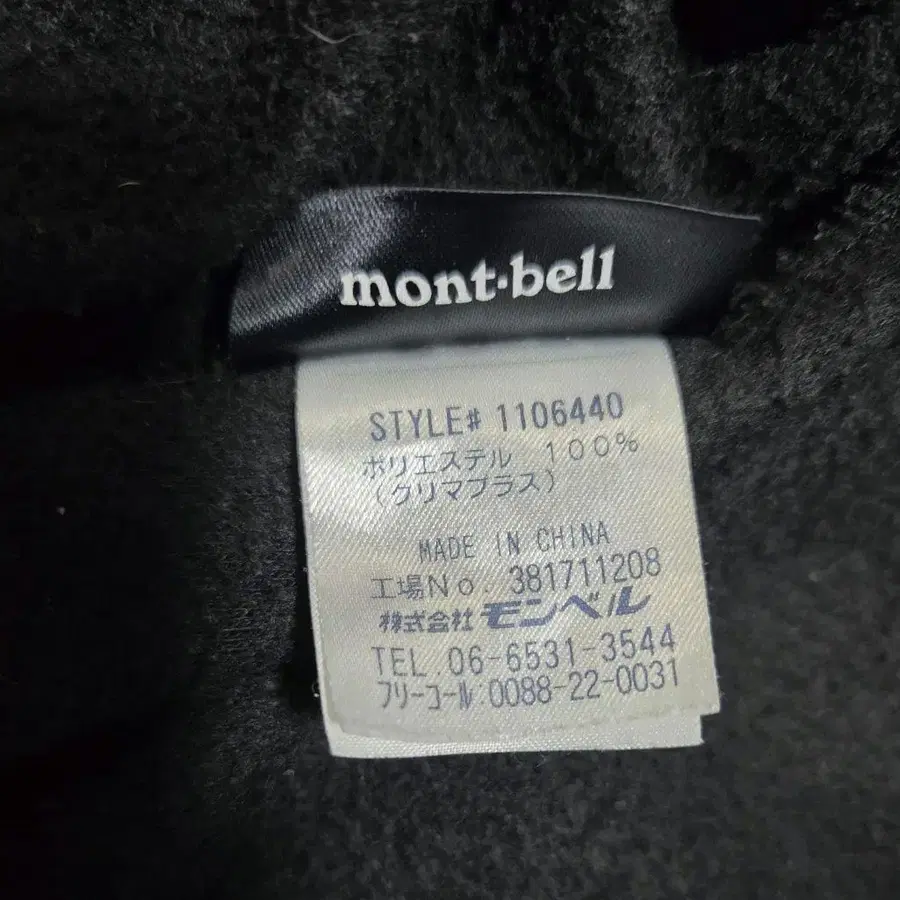 mont·bell
STYLE# 1106440
ポリエステル 100%
(クリマプラス)
MADE IN CHINA
工場No. 381711208
株式会社 モンベル
TEL.06-6531-3544
フリーコール:0088-22-0031